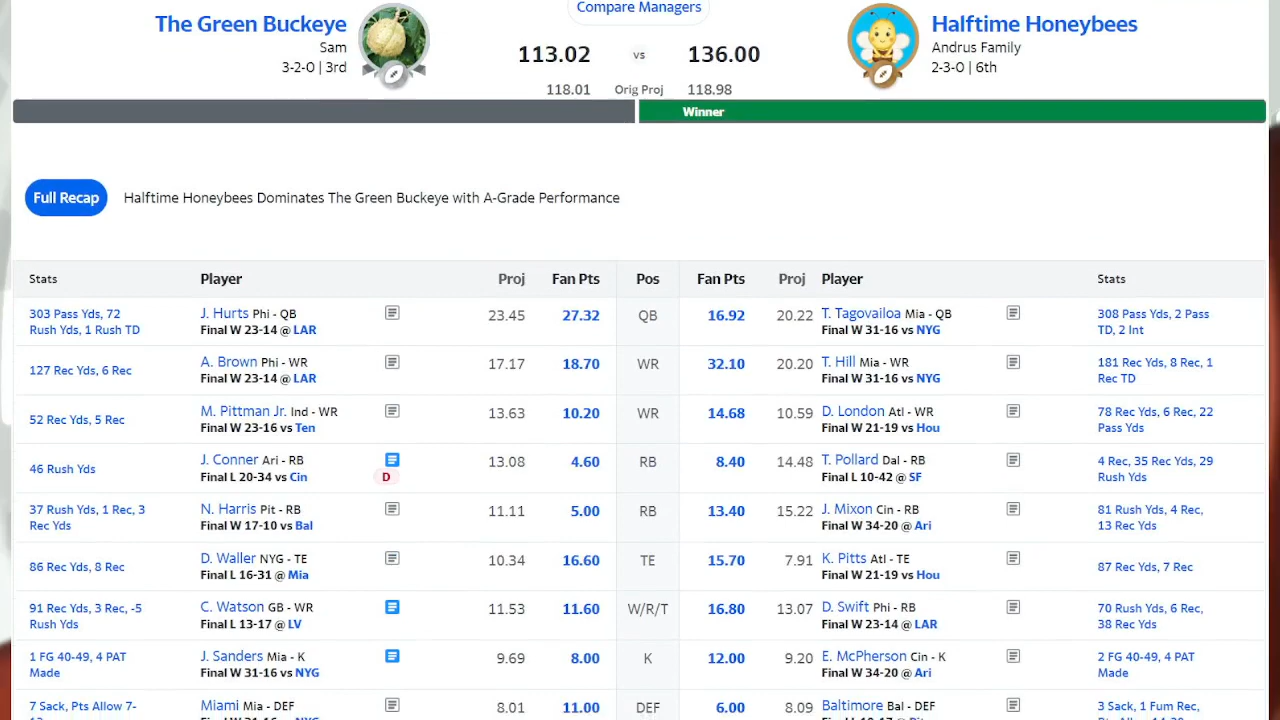 Compare Managers
The Green Buckeye
Sam
3-2-0 | 3rd
113.02 vs 136.00
118.01 Orig Proj 118.98
Halftime Honeybees
Andrus Family
2-3-0 | 6th
Winner
Full Recap Halftime Honeybees Dominates The Green Buckeye with A-Grade Performance
Stats Player Proj Fan Pts Pos Fan Pts Proj Player Stats
303 Pass Yds, 72 J. Hurts Phi - QB 23.45 27.32 QB 16.92 20.22 T. Tagovailoa Mia - QB 308 Pass Yds, 2 Pass
Rush Yds, 1 Rush TD Final W 23-14 @ LAR Final W 31-16 vs NYG TD, 2 Int
127 Rec Yds, 6 Rec A. Brown Phi - WR 17.17 18.70 WR 32.10 20.20 T. Hill Mia - WR 181 Rec Yds, 8 Rec, 1
Final W 23-14 @ LAR Final W 31-16 vs NYG Rec TD
52 Rec Yds, 5 Rec M. Pittman Jr. Ind - WR 13.63 10.20 WR 14.68 10.59 D. London Atl - WR 78 Rec Yds, 6 Rec, 22
Final W 23-16 vs Ten Final W 21-19 vs Hou Pass Yds
46 Rush Yds J. Conner Ari - RB 13.08 4.60 RB 8.40 14.48 T. Pollard Dal - RB 4 Rec, 35 Rec Yds, 29
Final L 20-34 vs Cin D Final L 10-42 @ SF Rush Yds
37 Rush Yds, 1 Rec, 3 N. Harris Pit - RB 11.11 5.00 RB 13.40 15.22 J. Mixon Cin - RB 81 Rush Yds, 4 Rec,
Rec Yds Final W 17-10 vs Bal Final W 34-20 @ Ari 13 Rec Yds
86 Rec Yds, 8 Rec D. Waller NYG - TE 10.34 16.60 TE 15.70 7.91 K. Pitts Atl - TE 87 Rec Yds, 7 Rec
Final L 16-31 @ Mia Final W 21-19 vs Hou
91 Rec Yds, 3 Rec, -5 C. Watson GB - WR 11.53 11.60 W/R/T 16.80 13.07 D. Swift Phi - RB 70 Rush Yds, 6 Rec,
Rush Yds Final L 13-17 @ LV Final W 23-14 @ LAR 38 Rec Yds
1 FG 40-49, 4 PAT J. Sanders Mia - K 9.69 8.00 K 12.00 9.20 E. McPherson Cin - K 2 FG 40-49, 4 PAT
Made Final W 31-16 vs NYG Final W 34-20 @ Ari Made
7 Sack, Pts Allow 7- Miami Mia - DEF 8.01 11.00 DEF 6.00 8.09 Baltimore Bal - DEF 3 Sack, 1 Fum Rec,